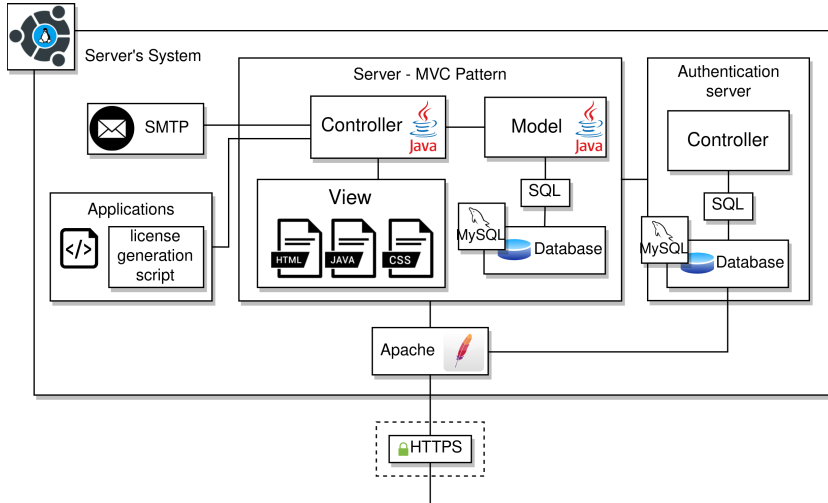 Server's System
Server - MVC Pattern
Authentication
server
SMTP
Controller
Java
Model
Java
Controller
View
HTML
JAVA
CSS
SQL
MySQL
Database
SQL
MySQL
Database
Applications
</>
license
generation
script
Apache
HTTPS